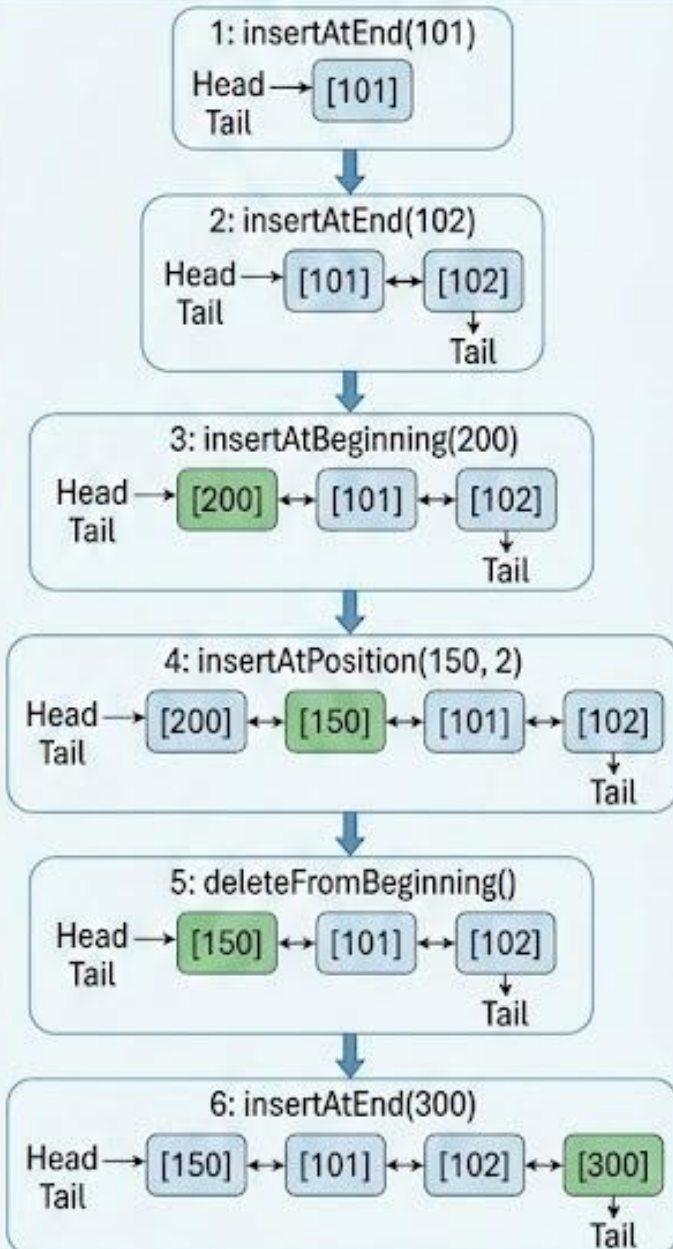 1: insertAtEnd(101)
Head [101]
Tail
2: insertAtEnd(102)
Head [101] [102]
Tail
Tail
3: insertAtBeginning(200)
Head [200] [101] [102]
Tail
Tail
4: insertAtPosition(150, 2)
Head [200] [150] [101] [102]
Tail
Tail
5: deleteFromBeginning()
Head [150] [101] [102]
Tail
Tail
6: insertAtEnd(300)
Head [150] [101] [102] [300]
Tail
Tail